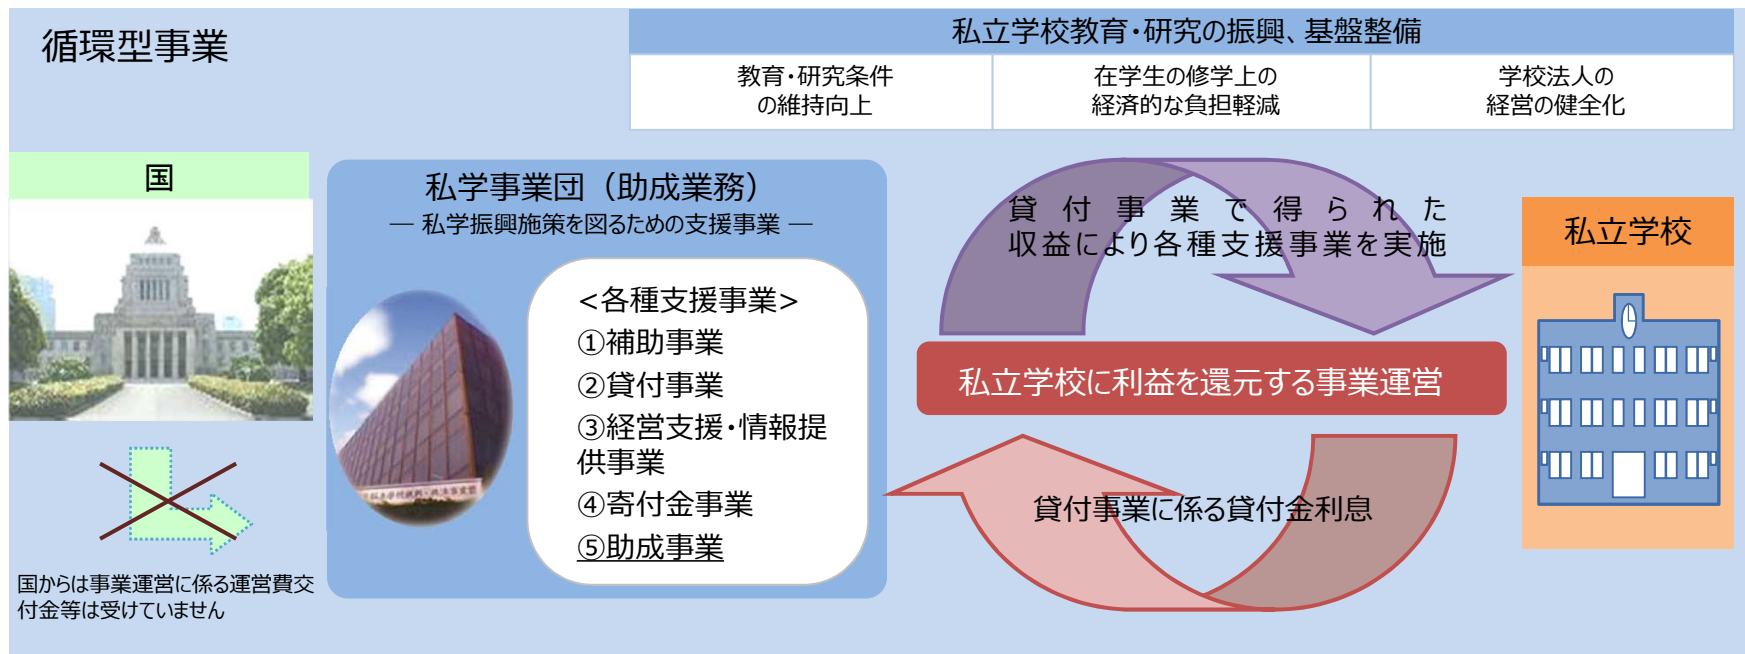 循環型事業
私立学校教育・研究の振興、基盤整備
教育・研究条件
の維持向上
在学生の修学上の
経済的な負担軽減
学校法人の
経営の健全化
国
国からは事業運営に係る運営費交
付金等は受けていません
私学事業団（助成業務）
― 私学振興施策を図るための支援事業 ―
<各種支援事業>
①補助事業
②貸付事業
③経営支援・情報提
供事業
④寄付金事業
⑤助成事業
貸付事業で得られた
収益により各種支援事業を実施
私立学校に利益を還元する事業運営
貸付事業に係る貸付金利息
私立学校